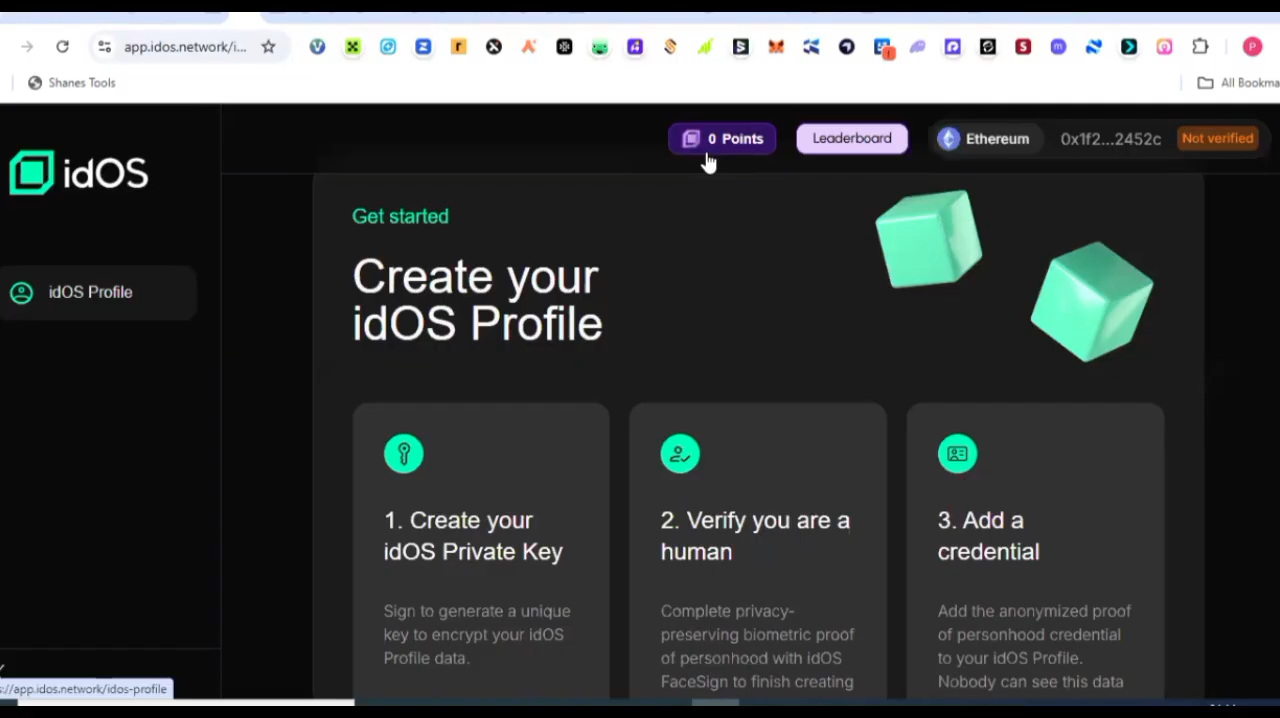 app.idos.network/i...
Shanes Tools
All Bookma
idOS
0 Points
Leaderboard
Ethereum
0x1f2...2452c
Not verified
idOS Profile
Get started
Create your
idOS Profile
1. Create your
idOS Private Key
Sign to generate a unique
key to encrypt your idOS
Profile data.
2. Verify you are a
human
Complete privacy-
preserving biometric proof
of personhood with idOS
FaceSign to finish creating
3. Add a
credential
Add the anonymized proof
of personhood credential
to your idOS Profile.
Nobody can see this data
s://app.idos.network/idos-profile